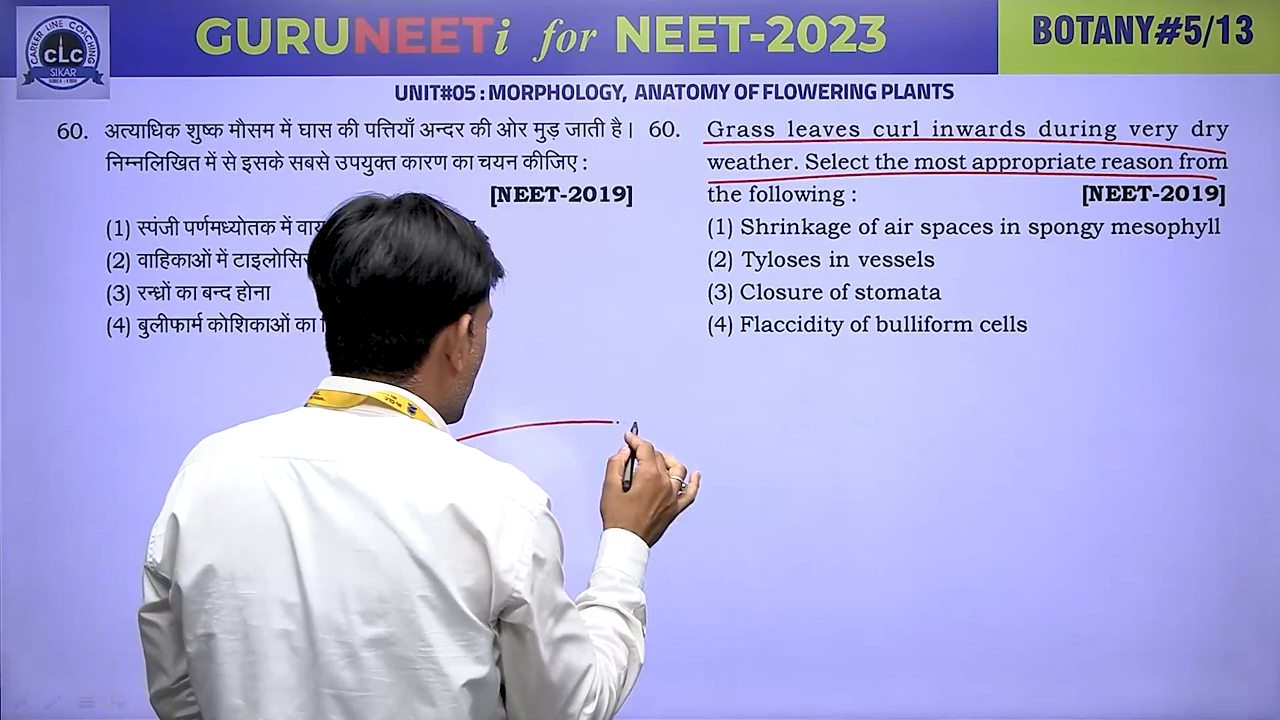 CAREER LINE COACHING
CLC
SIKAR
GURUNEETi for NEET-2023
BOTANY#5/13
UNIT#05 : MORPHOLOGY, ANATOMY OF FLOWERING PLANTS
60. अत्याधिक शुष्क मौसम में घास की पत्तियाँ अन्दर की ओर मुड़ जाती है।
निम्नलिखित में से इसके सबसे उपयुक्त कारण का चयन कीजिए :
[NEET-2019]
(1) स्पंजी पर्णमध्योतक में
(2) वाहिकाओं में
(3) रन्ध्रों का बन्द होना
(4) बुलीफार्म कोशिकाओं का
60. Grass leaves curl inwards during very dry
weather. Select the most appropriate reason from
the following : [NEET-2019]
(1) Shrinkage of air spaces in spongy mesophyll
(2) Tyloses in vessels
(3) Closure of stomata
(4) Flaccidity of bulliform cells